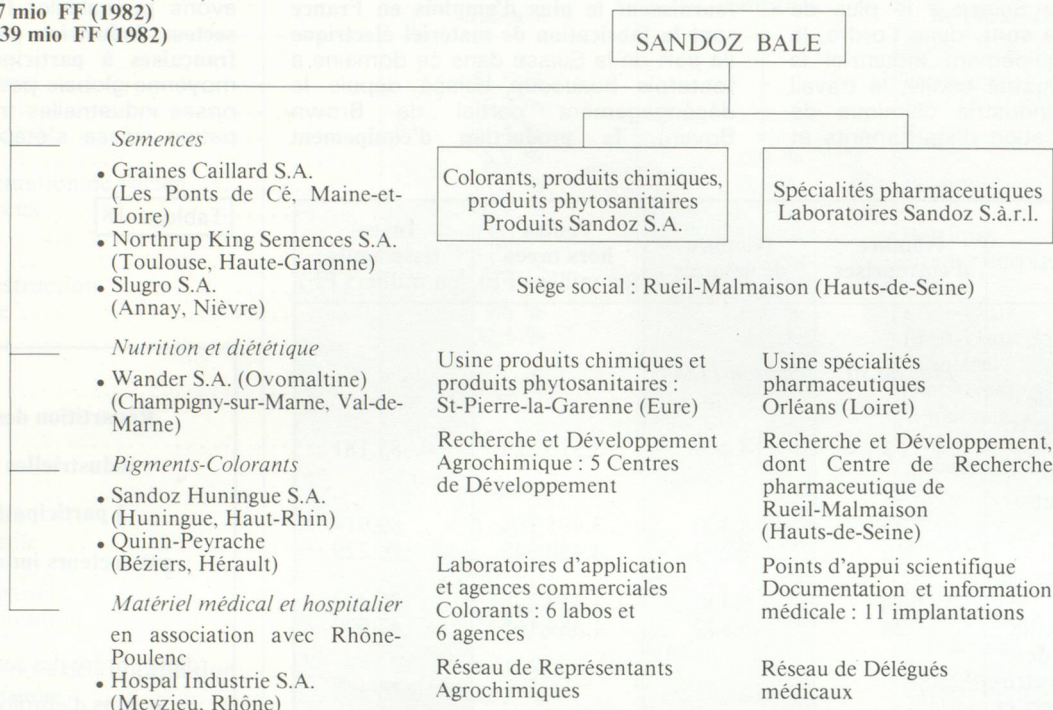 7 mio FF (1982)
39 mio FF (1982)
SANDOZ BALE
Semences
• Graines Caillard S.A.
(Les Ponts de Cé, Maine-et-
Loire)
• Northrup King Semences S.A.
(Toulouse, Haute-Garonne)
• Slugro S.A.
(Annay, Nièvre)
Nutrition et diététique
• Wander S.A. (Ovomaltine)
(Champigny-sur-Marne, Val-de-
Marne)
Pigments-Colorants
• Sandoz Huningue S.A.
(Huningue, Haut-Rhin)
• Quinn-Peyrache
(Béziers, Hérault)
Matériel médical et hospitalier
en association avec Rhône-
Poulenc
• Hospal Industrie S.A.
(Meyzieu, Rhône)
Colorants, produits chimiques,
produits phytosanitaires
Produits Sandoz S.A.
Spécialités pharmaceutiques
Laboratoires Sandoz S.à.r.l.
Siège social : Rueil-Malmaison (Hauts-de-Seine)
Usine produits chimiques et
produits phytosanitaires :
St-Pierre-la-Garenne (Eure)
Recherche et Développement
Agrochimique : 5 Centres
de Développement
Laboratoires d'application
et agences commerciales
Colorants : 6 labos et
6 agences
Réseau de Représentants
Agrochimiques
Usine spécialités
pharmaceutiques
Orléans (Loiret)
Recherche et Développement,
dont Centre de Recherche
pharmaceutique de
Rueil-Malmaison
(Hauts-de-Seine)
Points d'appui scientifique
Documentation et information
médicale : 11 implantations
Réseau de Délégués
médicaux